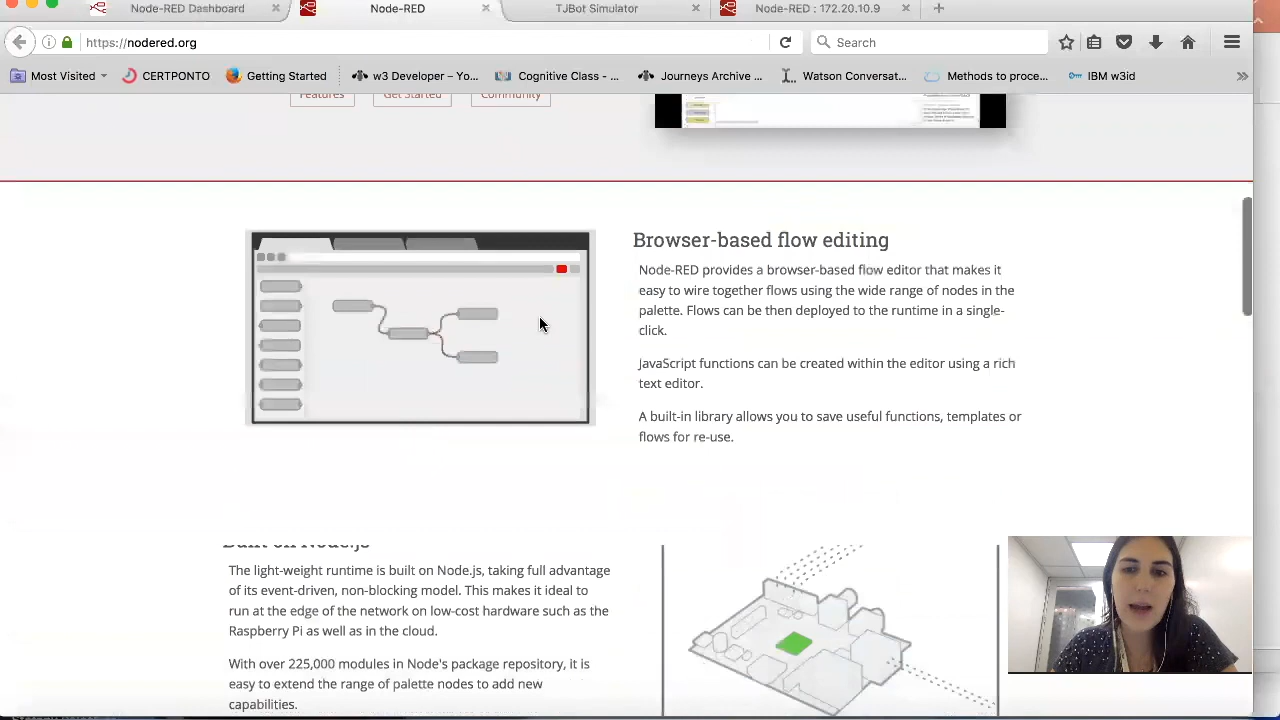 Node-RED Dashboard
Node-RED
TJBot Simulator
Node-RED : 172.20.10.9
https://nodered.org
Search
Most Visited
CERTPONTO
Getting Started
w3 Developer – Yo...
Cognitive Class - ...
Journeys Archive ...
Watson Conversat...
Methods to proce...
IBM w3id
Features
Get Started
Community
Browser-based flow editing
Node-RED provides a browser-based flow editor that makes it
easy to wire together flows using the wide range of nodes in the
palette. Flows can be then deployed to the runtime in a single-
click.
JavaScript functions can be created within the editor using a rich
text editor.
A built-in library allows you to save useful functions, templates or
flows for re-use.
Built on Node.js
The light-weight runtime is built on Node.js, taking full advantage
of its event-driven, non-blocking model. This makes it ideal to
run at the edge of the network on low-cost hardware such as the
Raspberry Pi as well as in the cloud.
With over 225,000 modules in Node's package repository, it is
easy to extend the range of palette nodes to add new
capabilities.